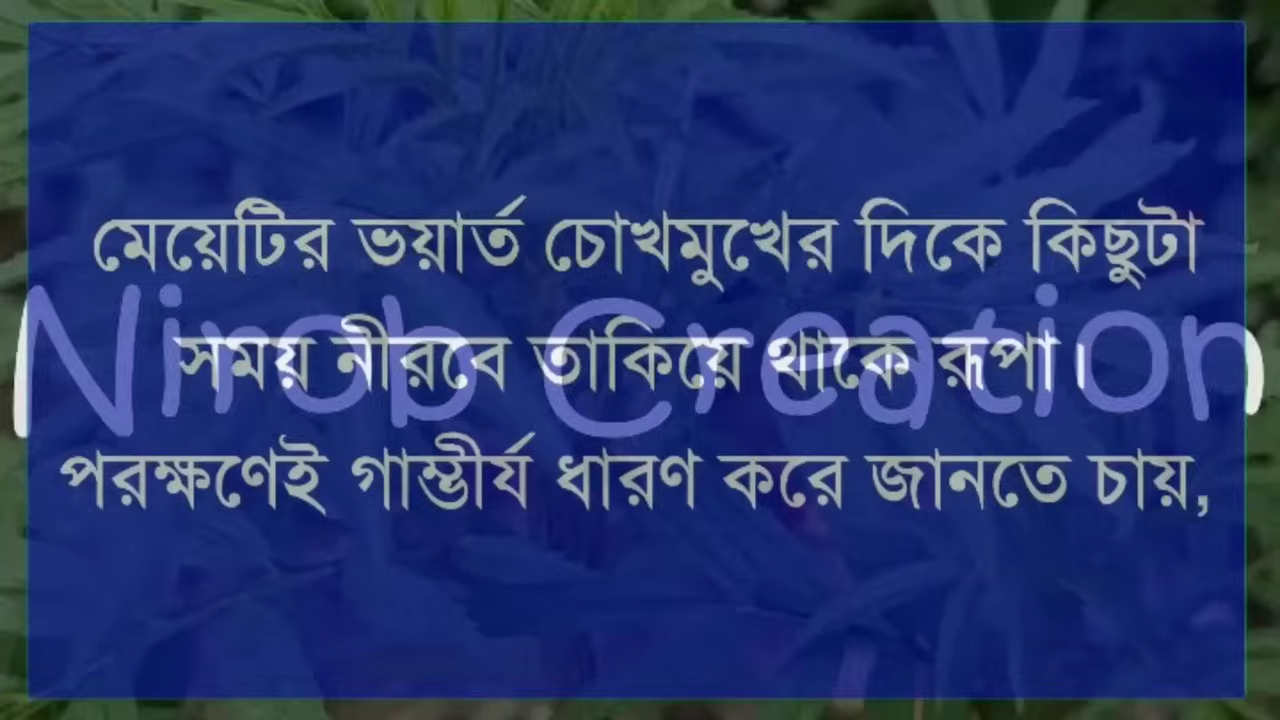 মেয়েটির ভয়ার্ত চোখমুখের দিকে কিছুটা
সময় নীরবে তাকিয়ে থাকে রূপা।
Nirob Creation
পরক্ষণেই গাম্ভীর্য ধারণ করে জানতে চায়,